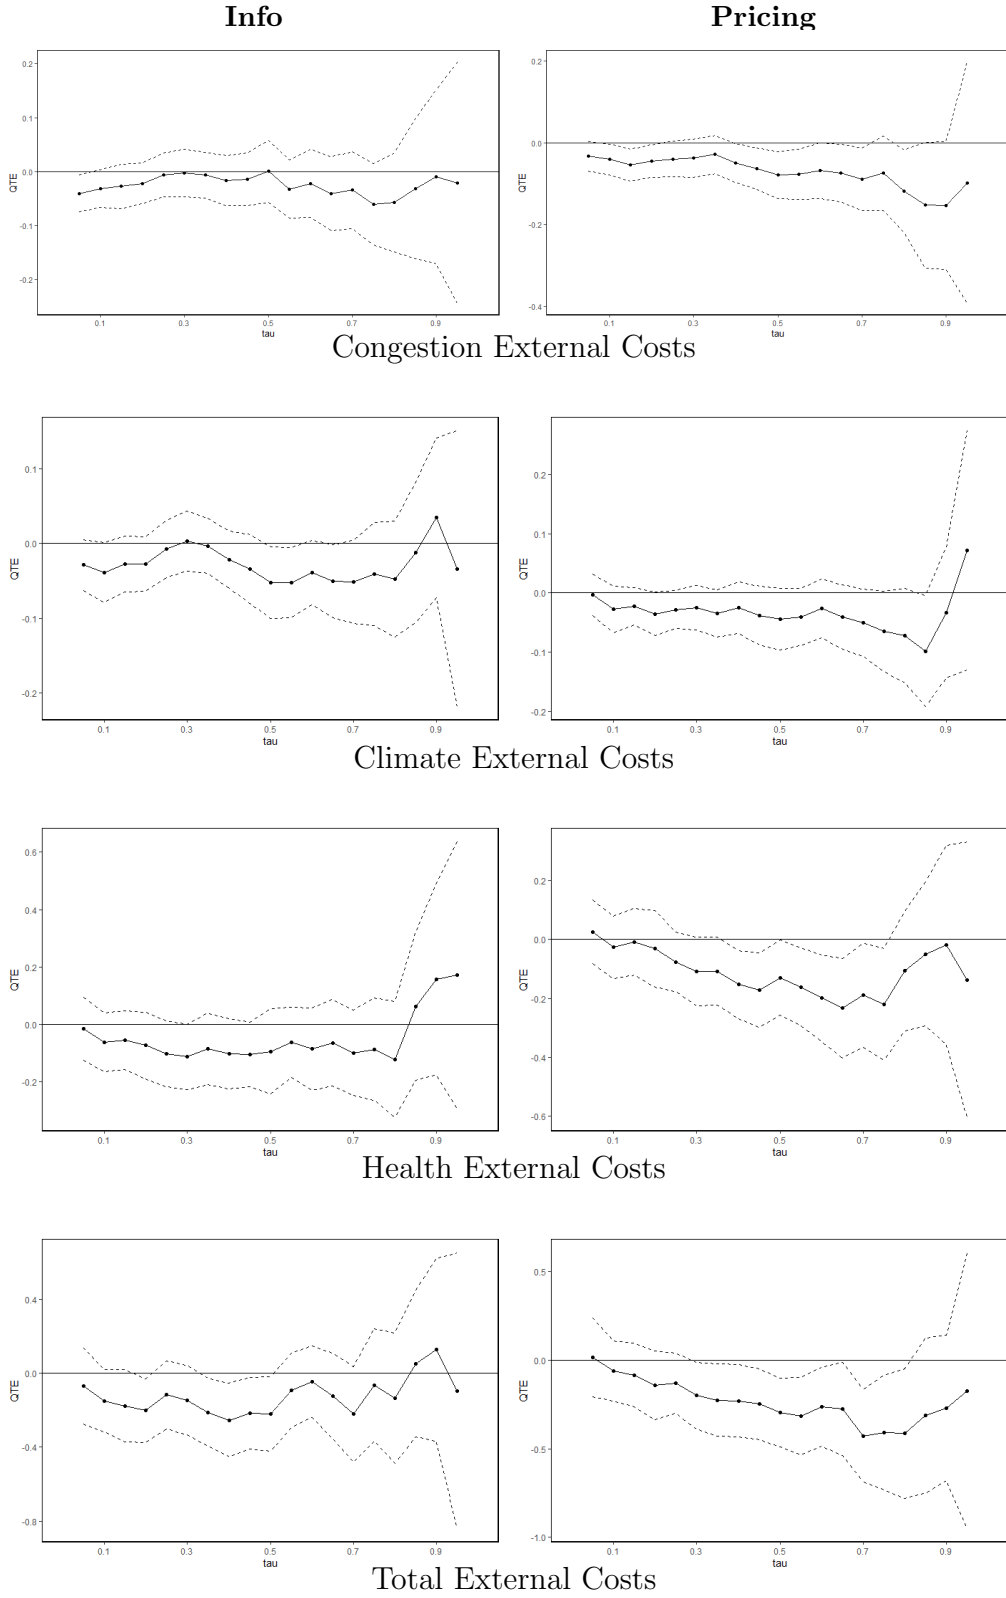 Info Pricing
0.2
0.1
0.0
-0.1
-0.2
QTE
0.1 0.3 0.5 0.7 0.9
tau
0.2
0.0
-0.2
-0.4
QTE
0.1 0.3 0.5 0.7 0.9
tau
Congestion External Costs
0.1
0.0
-0.1
-0.2
QTE
0.1 0.3 0.5 0.7 0.9
tau
0.2
0.1
0.0
-0.1
-0.2
QTE
0.1 0.3 0.5 0.7 0.9
tau
Climate External Costs
0.6
0.4
0.2
0.0
-0.2
QTE
0.1 0.3 0.5 0.7 0.9
tau
0.2
0.0
-0.2
-0.4
-0.6
QTE
0.1 0.3 0.5 0.7 0.9
tau
Health External Costs
0.4
0.0
-0.4
-0.8
QTE
0.1 0.3 0.5 0.7 0.9
tau
0.5
0.0
-0.5
-1.0
QTE
0.1 0.3 0.5 0.7 0.9
tau
Total External Costs